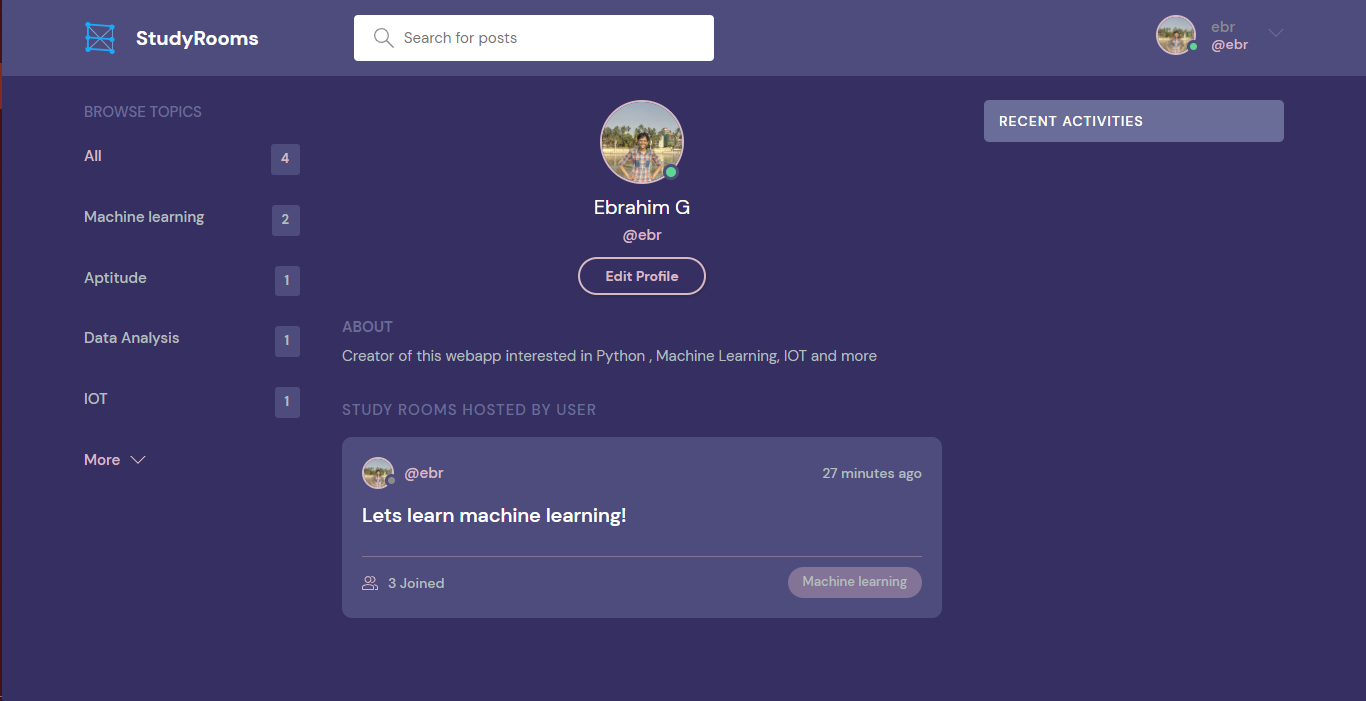 StudyRooms
Search for posts
ebr
@ebr
BROWSE TOPICS
All 4
Machine learning 2
Aptitude 1
Data Analysis 1
IOT 1
More
Ebrahim G
@ebr
Edit Profile
ABOUT
Creator of this webapp interested in Python , Machine Learning, IOT and more
STUDY ROOMS HOSTED BY USER
@ebr 27 minutes ago
Lets learn machine learning!
3 Joined Machine learning
RECENT ACTIVITIES